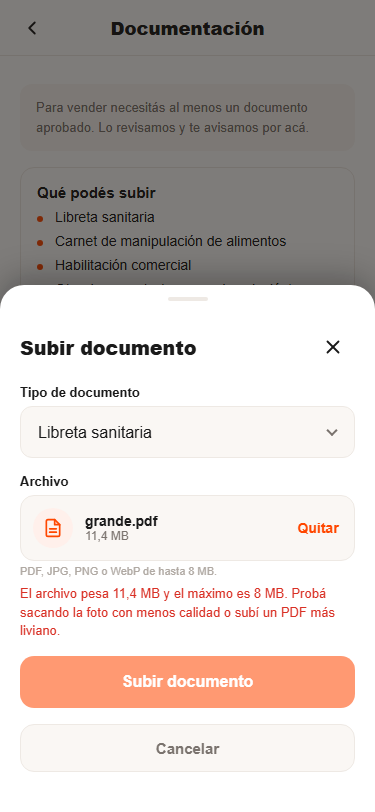 Documentación
Para vender necesitás al menos un documento
aprobado. Lo revisamos y te avisamos por acá.
Qué podés subir
Libreta sanitaria
Carnet de manipulación de alimentos
Habilitación comercial
Subir documento
Tipo de documento
Libreta sanitaria
Archivo
grande.pdf
11,4 MB
Quitar
PDF, JPG, PNG o WebP de hasta 8 MB.
El archivo pesa 11,4 MB y el máximo es 8 MB. Probá
sacando la foto con menos calidad o subí un PDF más
liviano.
Subir documento
Cancelar